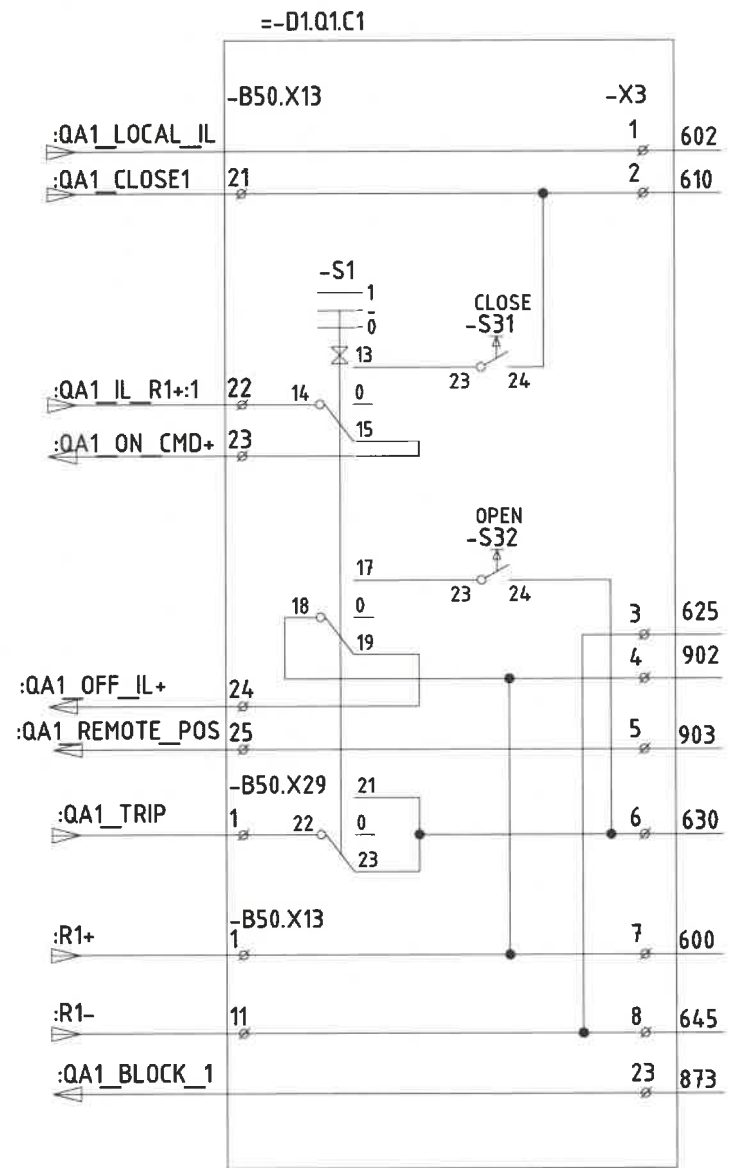 =-D1.Q1.C1
-B50.X13 -X3
:QA1_LOCAL_IL 1 602
:QA1_CLOSE1 21 2 610
-S1
1
-
0
CLOSE
-S31
13
23 24
:QA1_IL_R1+:1 22 14 0
15
:QA1_ON_CMD+ 23
OPEN
-S32
17
23 24
18 0 3 625
19
4 902
:QA1_OFF_IL+ 24
:QA1_REMOTE_POS 25 5 903
-B50.X29 21
:QA1_TRIP 1 22 0 6 630
23
-B50.X13
:R1+ 1 7 600
:R1- 11 8 645
:QA1_BLOCK_1 23 873